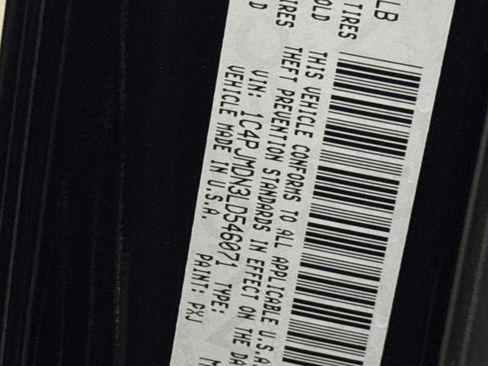 LB
TIRES
OLD
THIS VEHICLE CONFORMS TO ALL APPLICABLE U.S.A.
THEFT PREVENTION STANDARDS IN EFFECT ON THE DA
IRES
D
VIN: 1C4PJMDN3LD546071 TYPE: M
VEHICLE MADE IN U.S.A. PAINT: PXJ